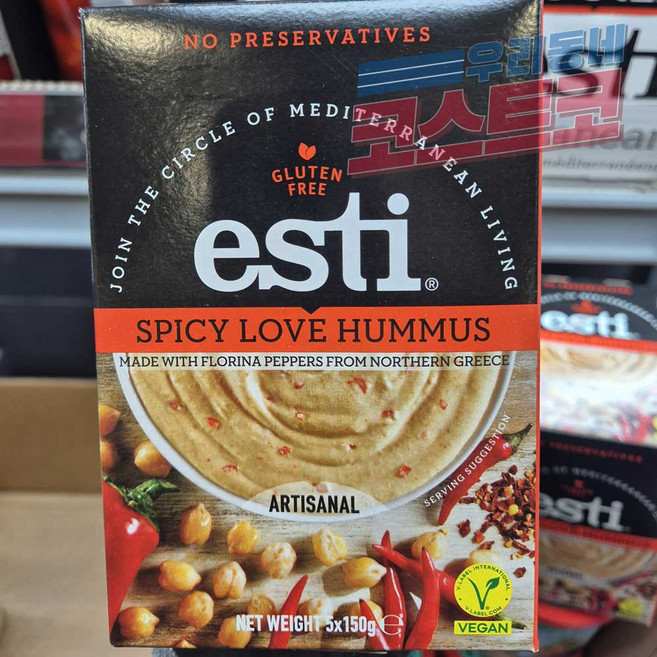 NO PRESERVATIVES
우리동네
코스트코
JOIN THE CIRCLE OF MEDITERRANEAN LIVING
GLUTEN
FREE
esti®
SPICY LOVE HUMMUS
MADE WITH FLORINA PEPPERS FROM NORTHERN GREECE
SERVING SUGGESTION
ARTISANAL
V-LABEL INTERNATIONAL
V-LABEL.COM
VEGAN
NET WEIGHT 5x150g ℮
esti
esti